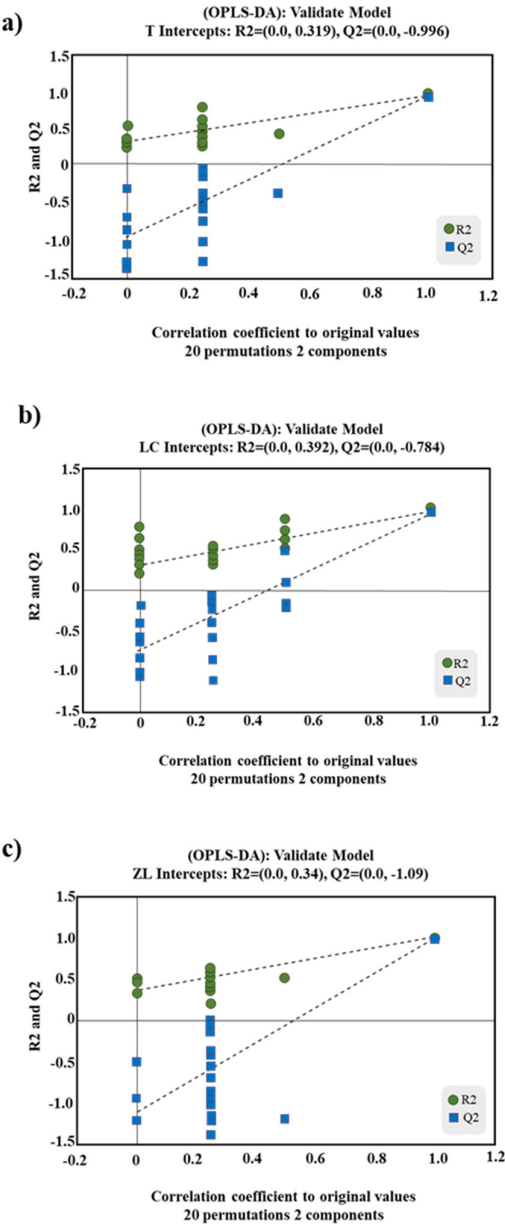 a)
(OPLS-DA): Validate Model
T Intercepts: R2=(0.0, 0.319), Q2=(0.0, -0.996)
R2 and Q2
1.5
1.0
0.5
0
-0.5
-1.0
-1.5
-0.2 0 0.2 0.4 0.6 1.0 1.2
R2
Q2
Correlation coefficient to original values
20 permutations 2 components
b)
(OPLS-DA): Validate Model
LC Intercepts: R2=(0.0, 0.392), Q2=(0.0, -0.784)
R2 and Q2
1.5
1.0
0.5
0
-0.5
-1.0
-1.5
-0.2 0 0.2 0.4 0.6 1.0 1.2
R2
Q2
Correlation coefficient to original values
20 permutations 2 components
c)
(OPLS-DA): Validate Model
ZL Intercepts: R2=(0.0, 0.34), Q2=(0.0, -1.09)
R2 and Q2
1.5
1.0
0.5
0
-0.5
-1.0
-1.5
-0.2 0 0.2 0.4 0.6 1.0 1.2
R2
Q2
Correlation coefficient to original values
20 permutations 2 components